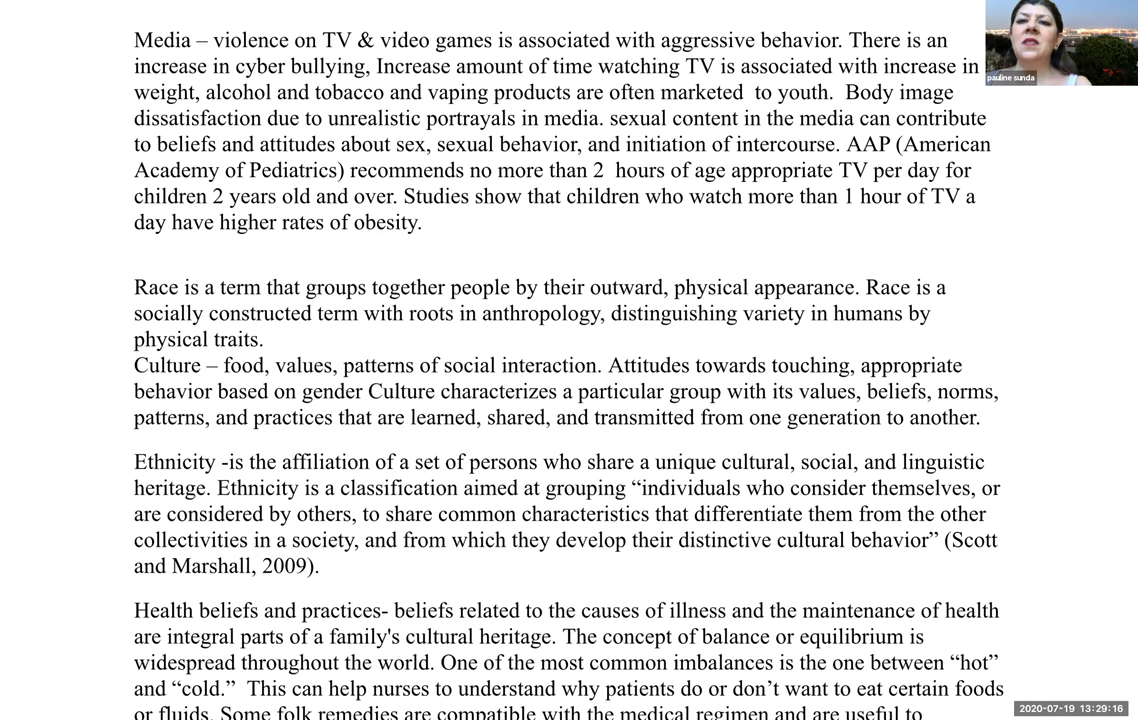 Media – violence on TV & video games is associated with aggressive behavior. There is an
increase in cyber bullying, Increase amount of time watching TV is associated with increase in
weight, alcohol and tobacco and vaping products are often marketed  to youth.  Body image
dissatisfaction due to unrealistic portrayals in media. sexual content in the media can contribute
to beliefs and attitudes about sex, sexual behavior, and initiation of intercourse. AAP (American
Academy of Pediatrics) recommends no more than 2  hours of age appropriate TV per day for
children 2 years old and over. Studies show that children who watch more than 1 hour of TV a
day have higher rates of obesity.
Race is a term that groups together people by their outward, physical appearance. Race is a
socially constructed term with roots in anthropology, distinguishing variety in humans by
physical traits.
Culture – food, values, patterns of social interaction. Attitudes towards touching, appropriate
behavior based on gender Culture characterizes a particular group with its values, beliefs, norms,
patterns, and practices that are learned, shared, and transmitted from one generation to another.
Ethnicity -is the affiliation of a set of persons who share a unique cultural, social, and linguistic
heritage. Ethnicity is a classification aimed at grouping “individuals who consider themselves, or
are considered by others, to share common characteristics that differentiate them from the other
collectivities in a society, and from which they develop their distinctive cultural behavior” (Scott
and Marshall, 2009).
Health beliefs and practices- beliefs related to the causes of illness and the maintenance of health
are integral parts of a family's cultural heritage. The concept of balance or equilibrium is
widespread throughout the world. One of the most common imbalances is the one between “hot”
and “cold.”  This can help nurses to understand why patients do or don’t want to eat certain foods
or fluids. Some folk remedies are compatible with the medical regimen and are useful to
pauline sunda
2020-07-19 13:29:16